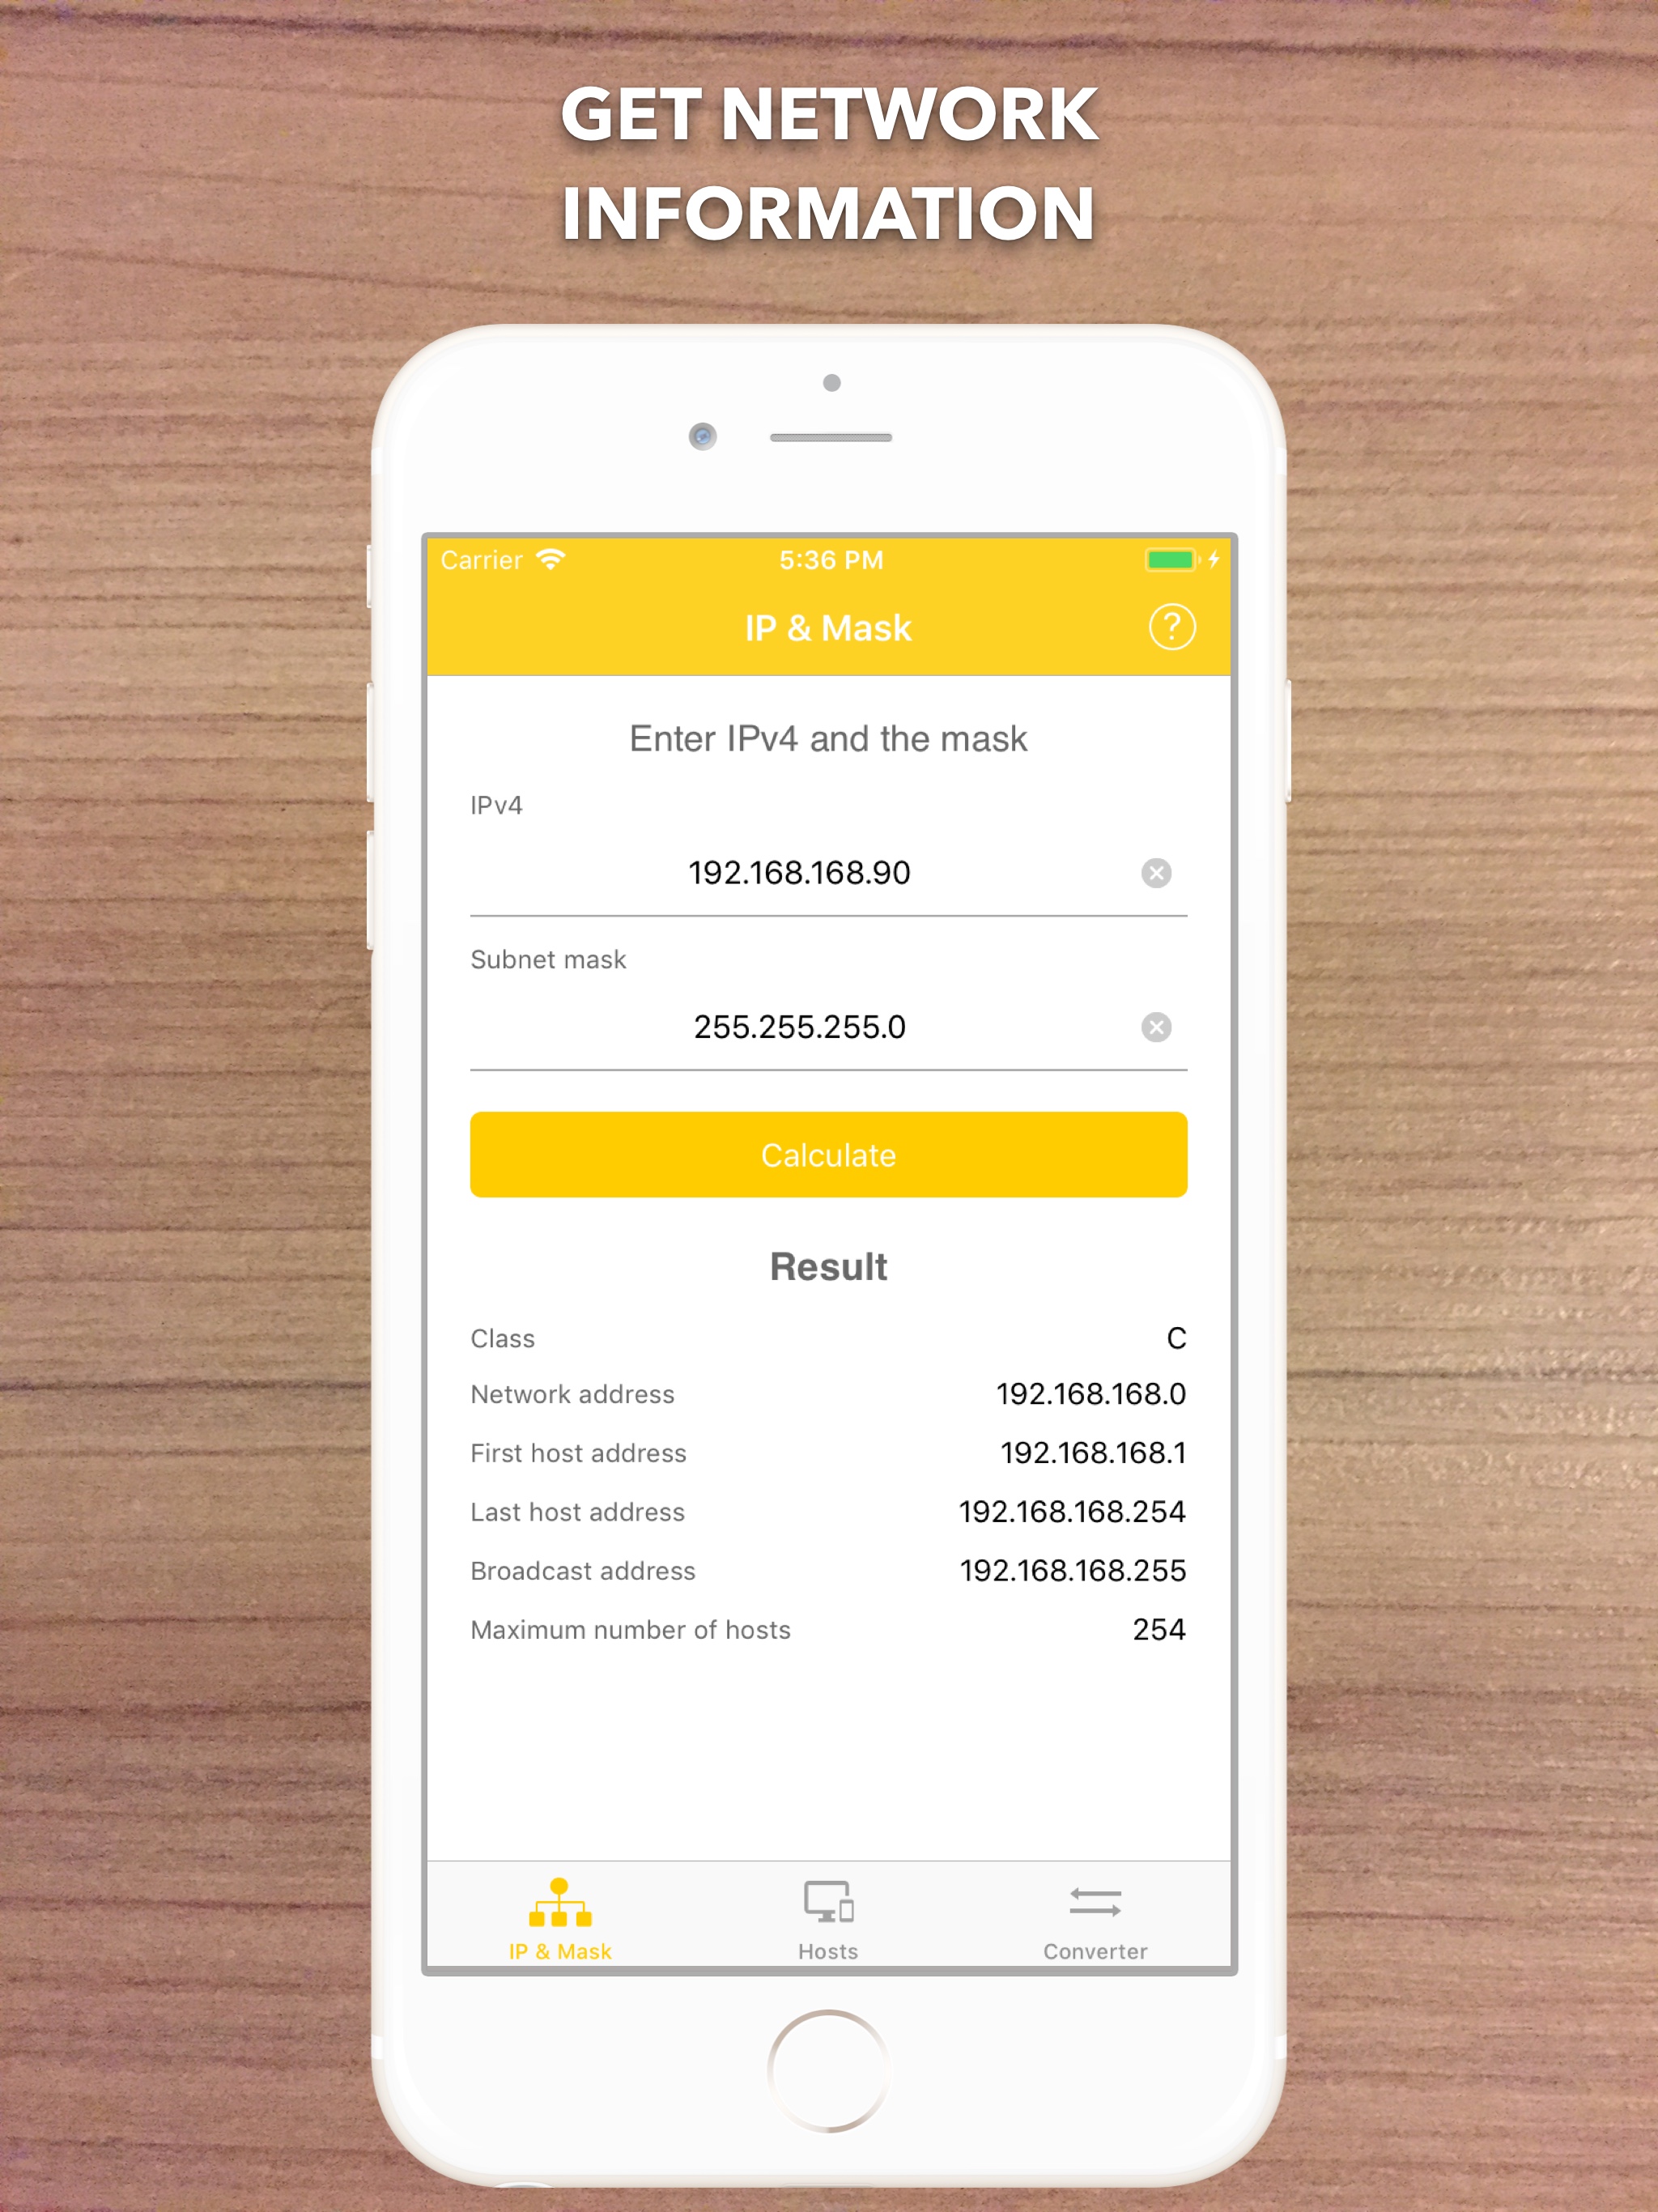 GET NETWORK
INFORMATION
Carrier 5:36 PM
IP & Mask ?
Enter IPv4 and the mask
IPv4
192.168.168.90
Subnet mask
255.255.255.0
Calculate
Result
Class C
Network address 192.168.168.0
First host address 192.168.168.1
Last host address 192.168.168.254
Broadcast address 192.168.168.255
Maximum number of hosts 254
IP & Mask Hosts Converter